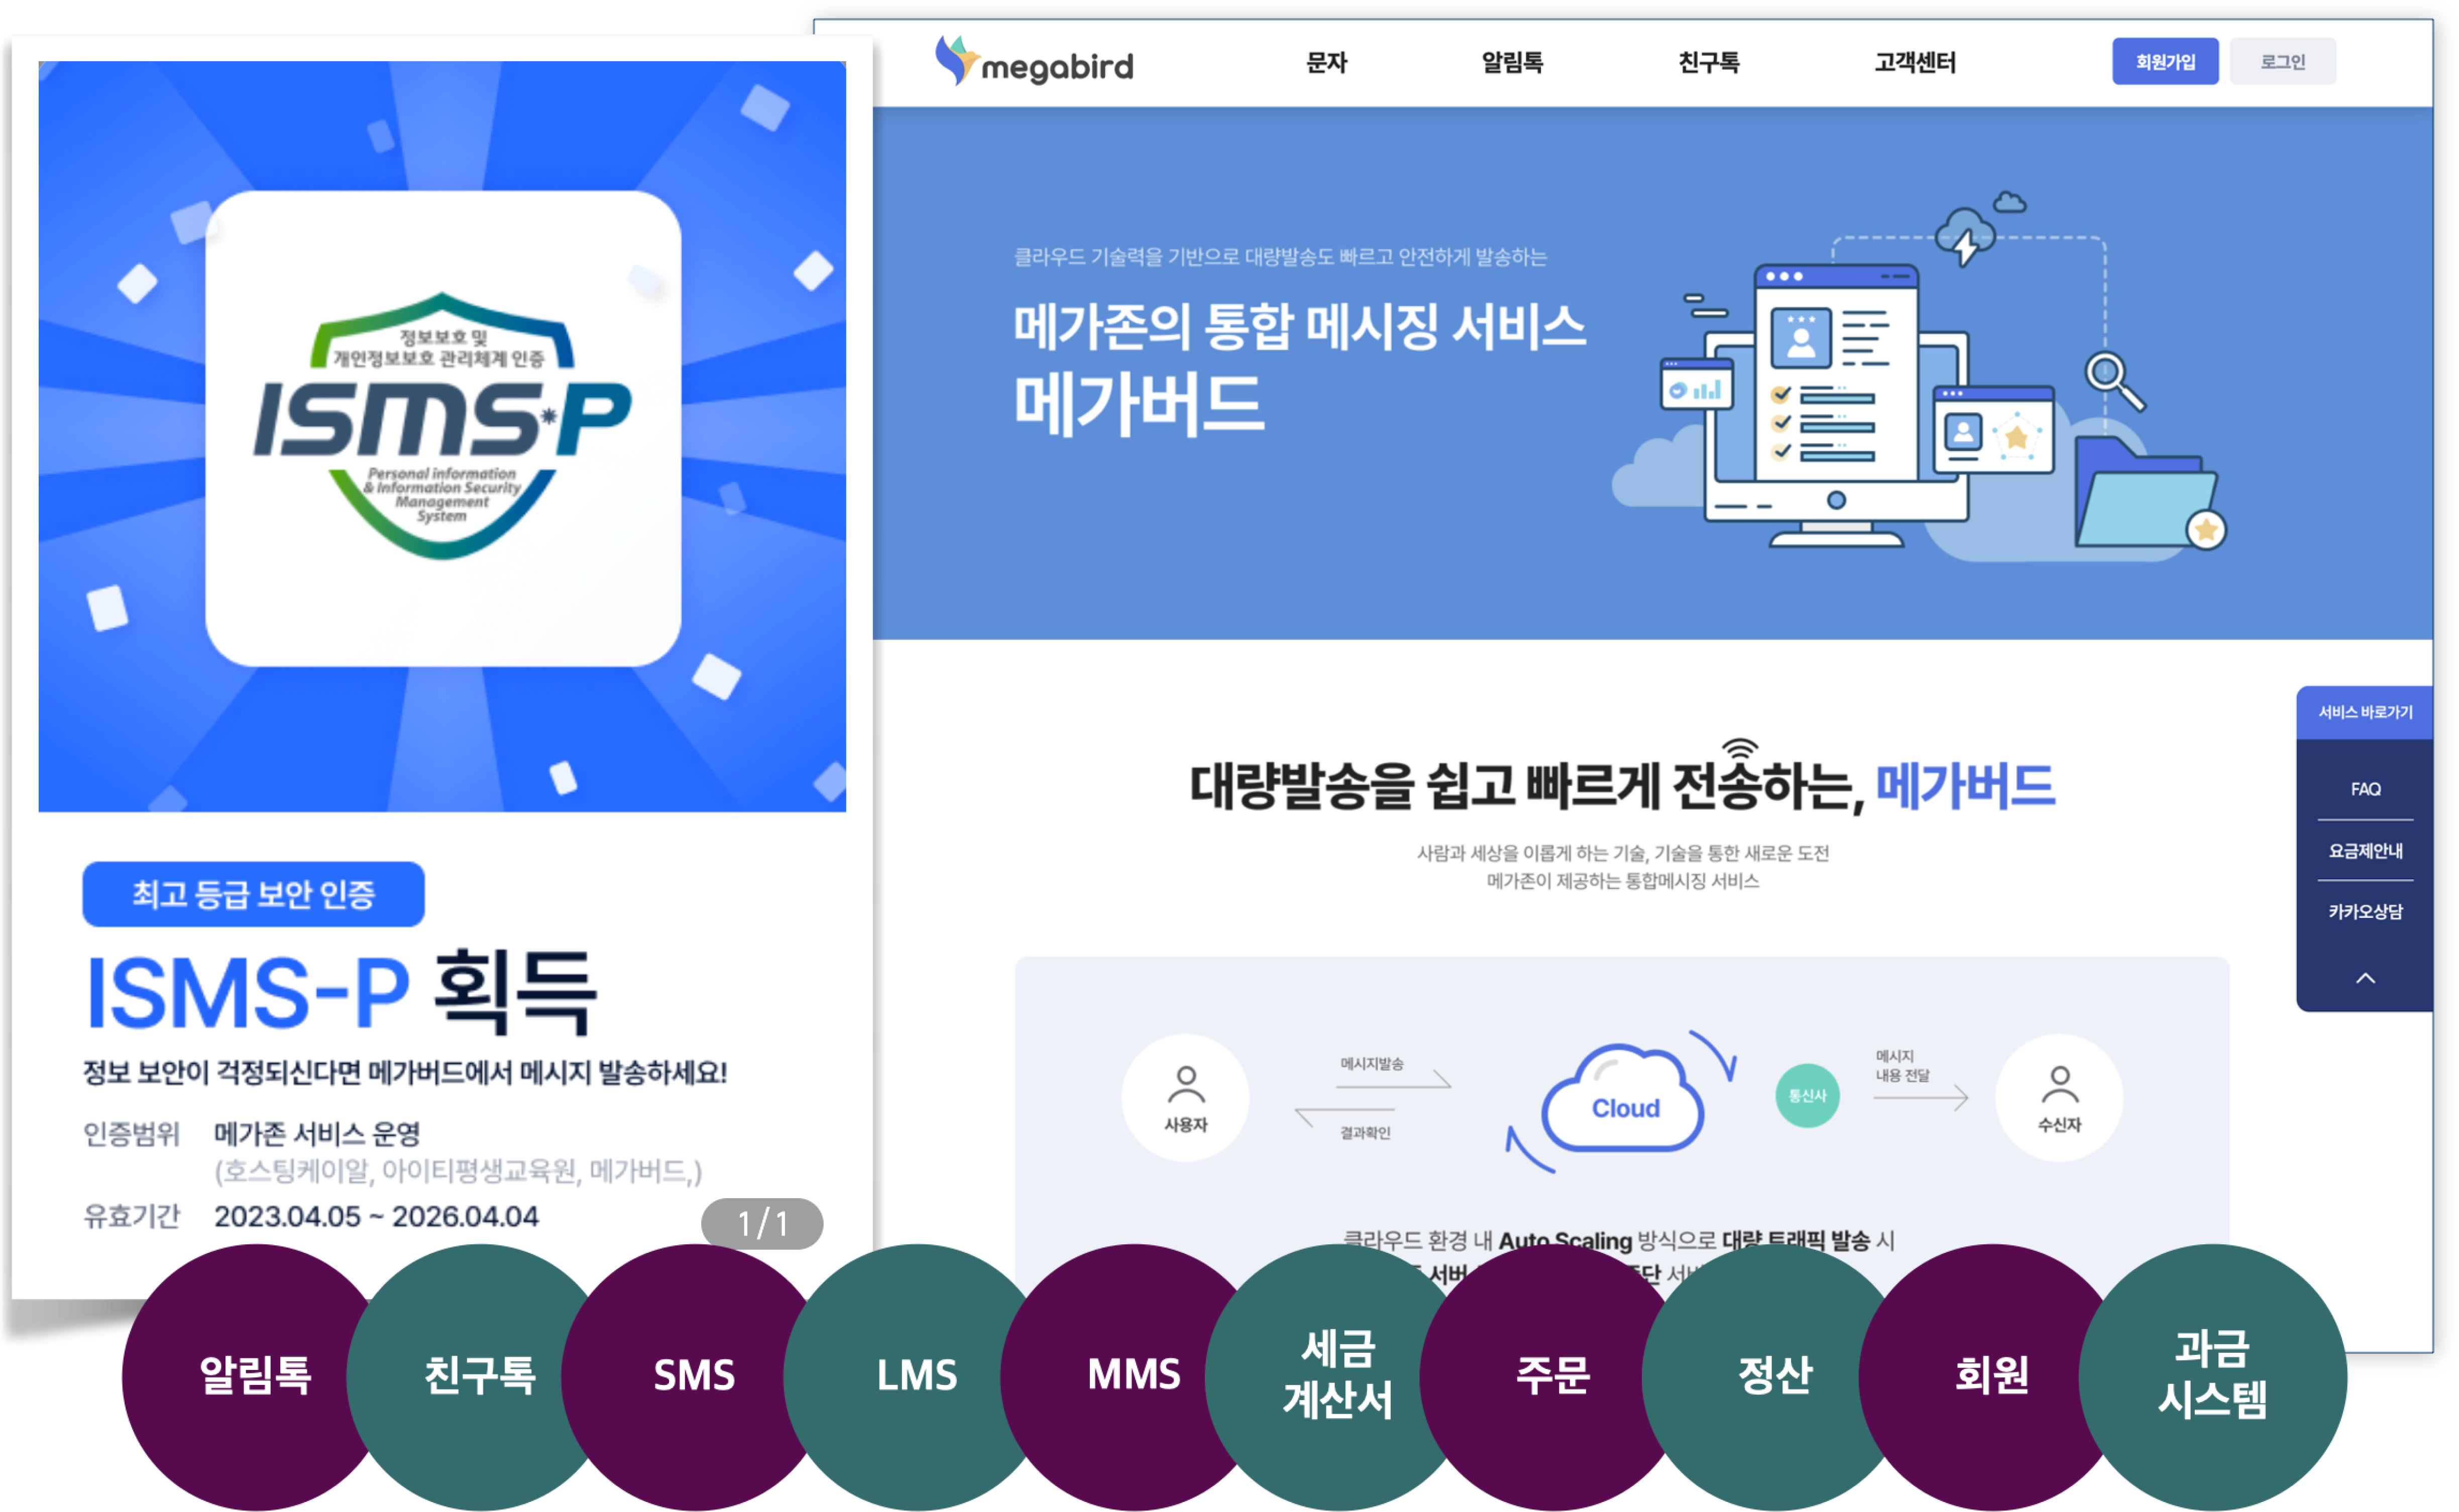 정보보호 및
개인정보보호 관리체계 인증
ISMS*P
Personal information
& Information Security
Management
System
최고 등급 보안 인증
ISMS-P 획득
정보 보안이 걱정되신다면 메가버드에서 메시지 발송하세요!
인증범위 메가존 서비스 운영
(호스팅케이알, 아이티평생교육원, 메가버드,)
유효기간 2023.04.05 ~ 2026.04.04
1/1
megabird 문자 알림톡 친구톡 고객센터 회원가입 로그인
클라우드 기술력을 기반으로 대량발송도 빠르고 안전하게 발송하는
메가존의 통합 메시징 서비스
메가버드
대량발송을 쉽고 빠르게 전송하는, 메가버드
사람과 세상을 이롭게 하는 기술, 기술을 통한 새로운 도전
메가존이 제공하는 통합메시징 서비스
서비스 바로가기
FAQ
요금제안내
카카오상담
사용자
메시지발송
결과확인
Cloud
통신사
메시지
내용 전달
수신자
클라우드 환경 내 Auto Scaling 방식으로 대량 트래픽 발송 시
서버
알림톡
친구톡
SMS
LMS
MMS
세금
계산서
주문
정산
회원
과금
시스템